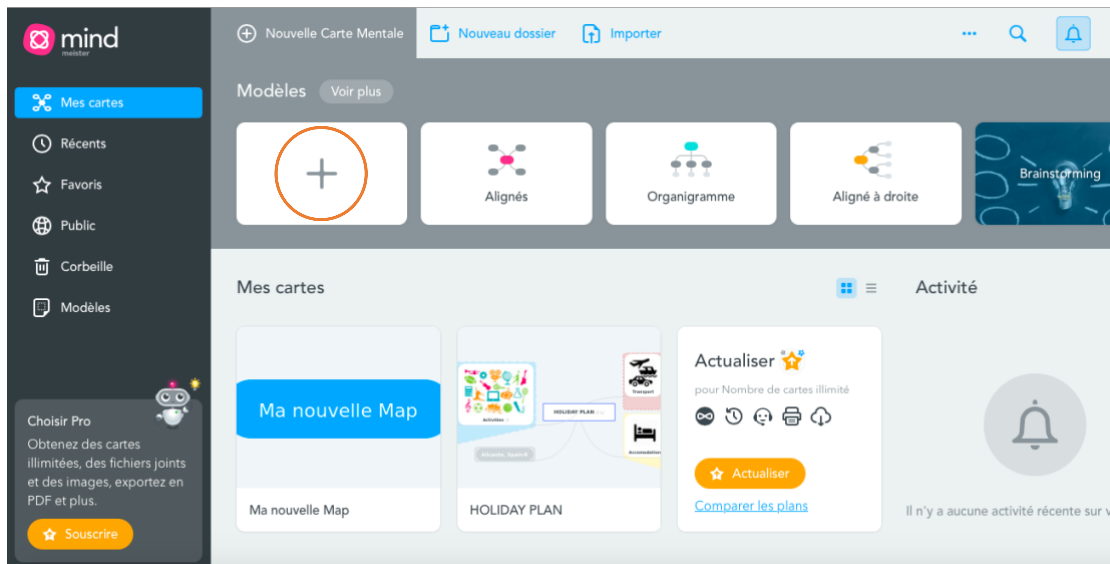 mind
meister
Mes cartes
Récents
Favoris
Public
Corbeille
Modèles
Choisir Pro
Obtenez des cartes
illimitées, des fichiers joints
et des images, exportez en
PDF et plus.
Souscrire
Nouvelle Carte Mentale
Nouveau dossier
Importer
Modèles
Voir plus
Alignés
Organigramme
Aligné à droite
Brainstorming
Mes cartes
Activité
Ma nouvelle Map
Ma nouvelle Map
Activities
HOLIDAY PLAN
Transport
Alicante, Spain
Accomodation
HOLIDAY PLAN
Actualiser
pour Nombre de cartes illimité
Actualiser
Comparer les plans
Il n'y a aucune activité récente sur